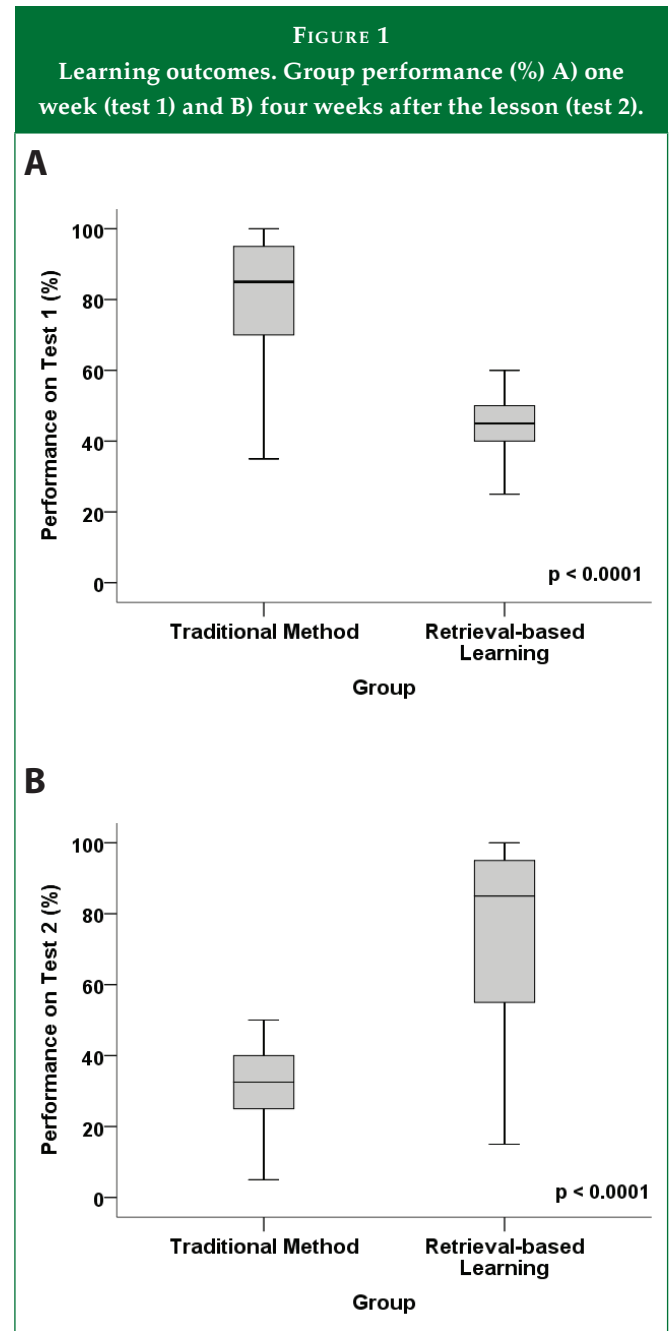 FIGURE 1
Learning outcomes. Group performance (%) A) one
week (test 1) and B) four weeks after the lesson (test 2).
A
Performance on Test 1 (%)
100
80
60
40
20
0
p < 0.0001
Traditional Method
Retrieval-based
Learning
Group
B
Performance on Test 2 (%)
100
80
60
40
20
0
p < 0.0001
Traditional Method
Retrieval-based
Learning
Group